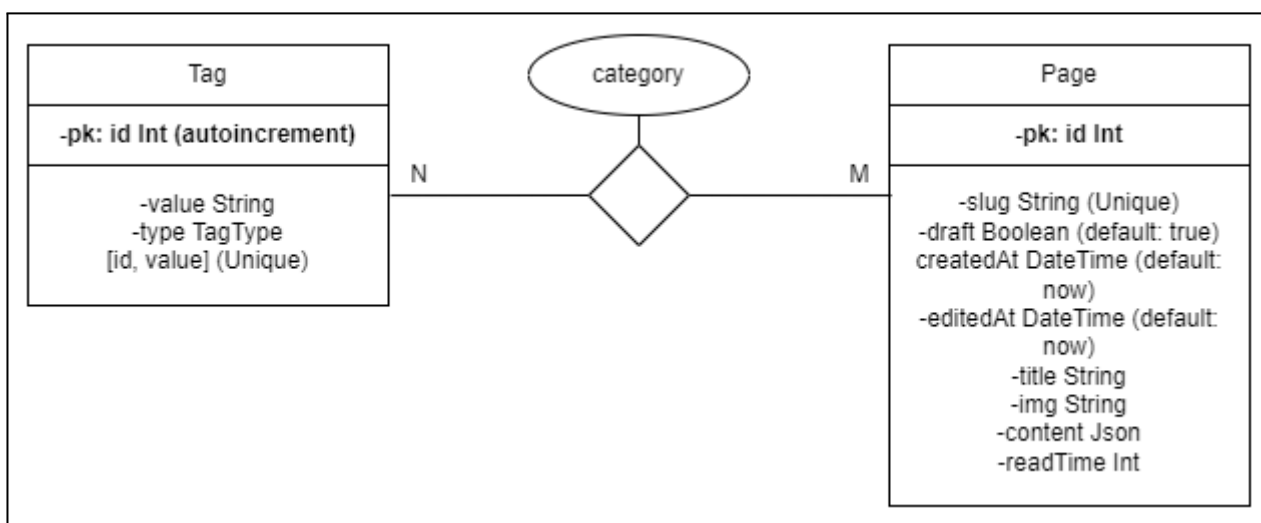 Tag
-pk: id Int (autoincrement)
-value String
-type TagType
[id, value] (Unique)
N
category
M
Page
-pk: id Int
-slug String (Unique)
-draft Boolean (default: true)
createdAt DateTime (default:
now)
-editedAt DateTime (default:
now)
-title String
-img String
-content Json
-readTime Int